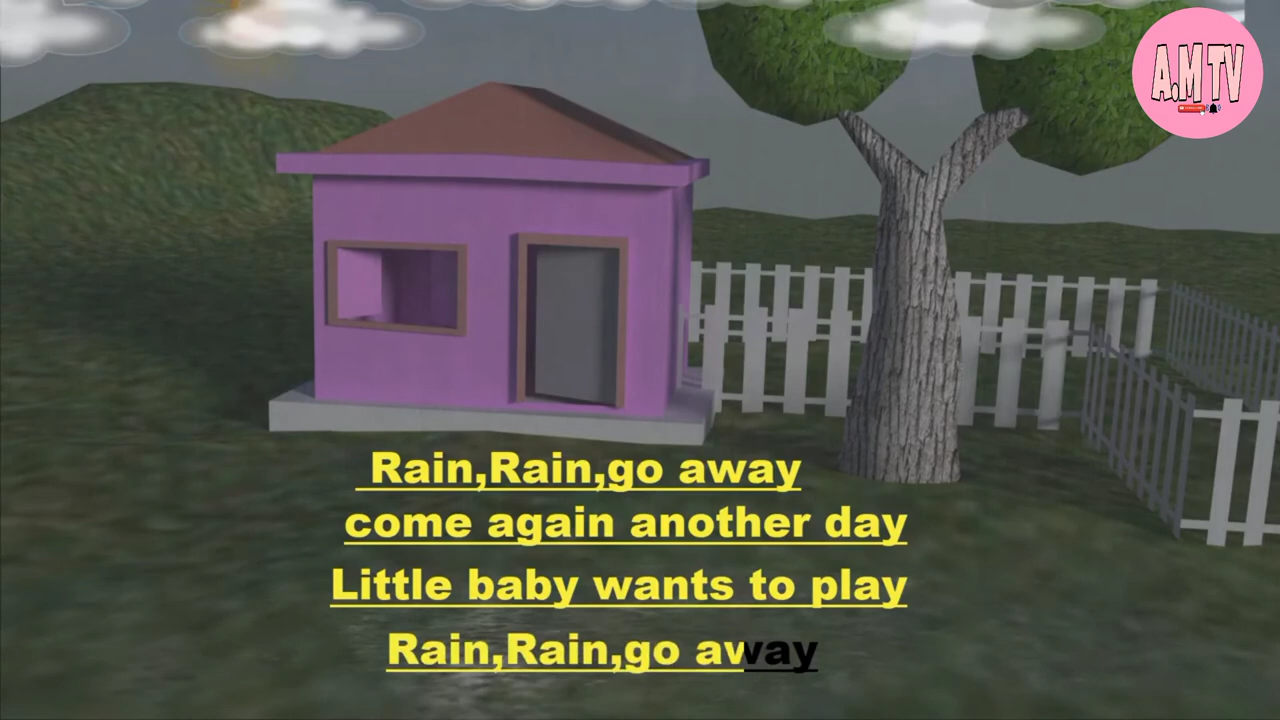 A.M TV
Rain,Rain,go away
come again another day
Little baby wants to play
Rain,Rain,go away